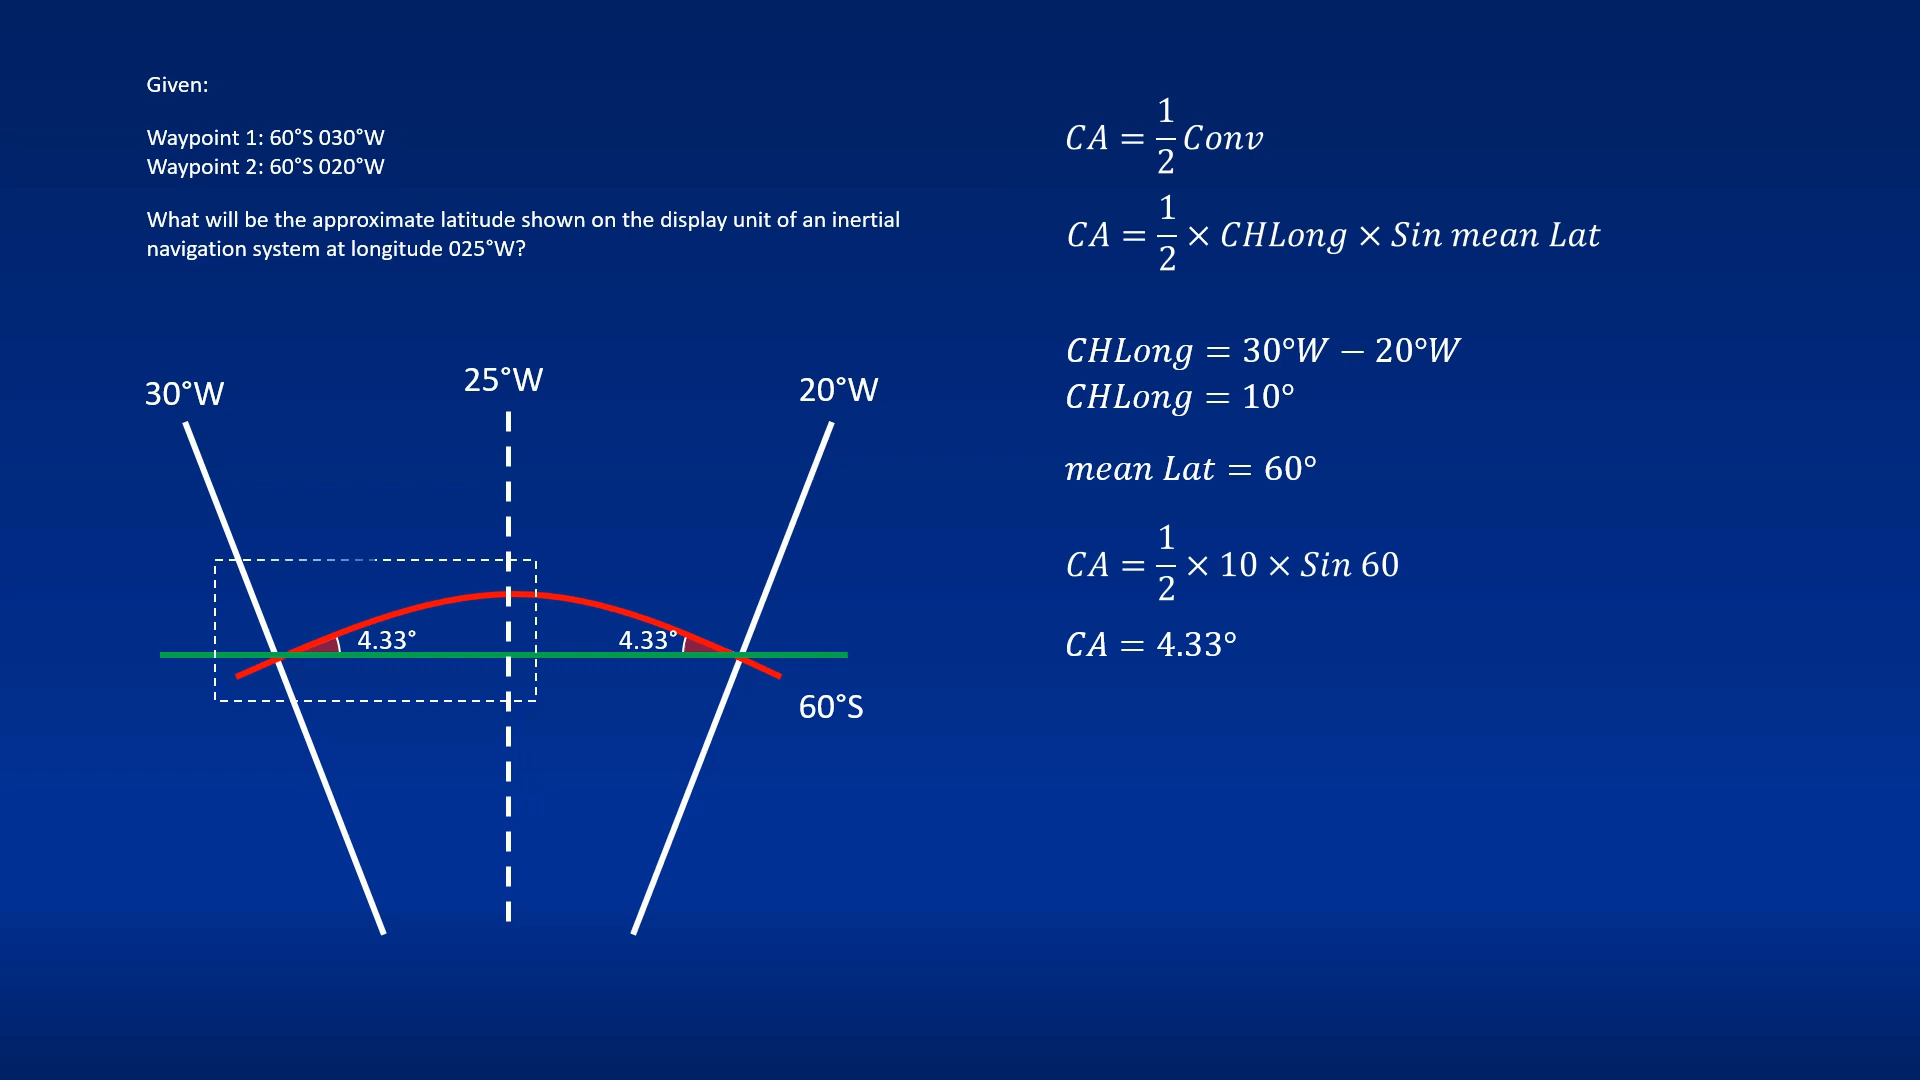 Given:
Waypoint 1: 60°S 030°W
Waypoint 2: 60°S 020°W
What will be the approximate latitude shown on the display unit of an inertial
navigation system at longitude 025°W?
30°W
25°W
20°W
4.33°
4.33°
60°S
CA = 1/2 Conv
CA = 1/2 × CHLong × Sin mean Lat
CHLong = 30°W − 20°W
CHLong = 10°
mean Lat = 60°
CA = 1/2 × 10 × Sin 60
CA = 4.33°